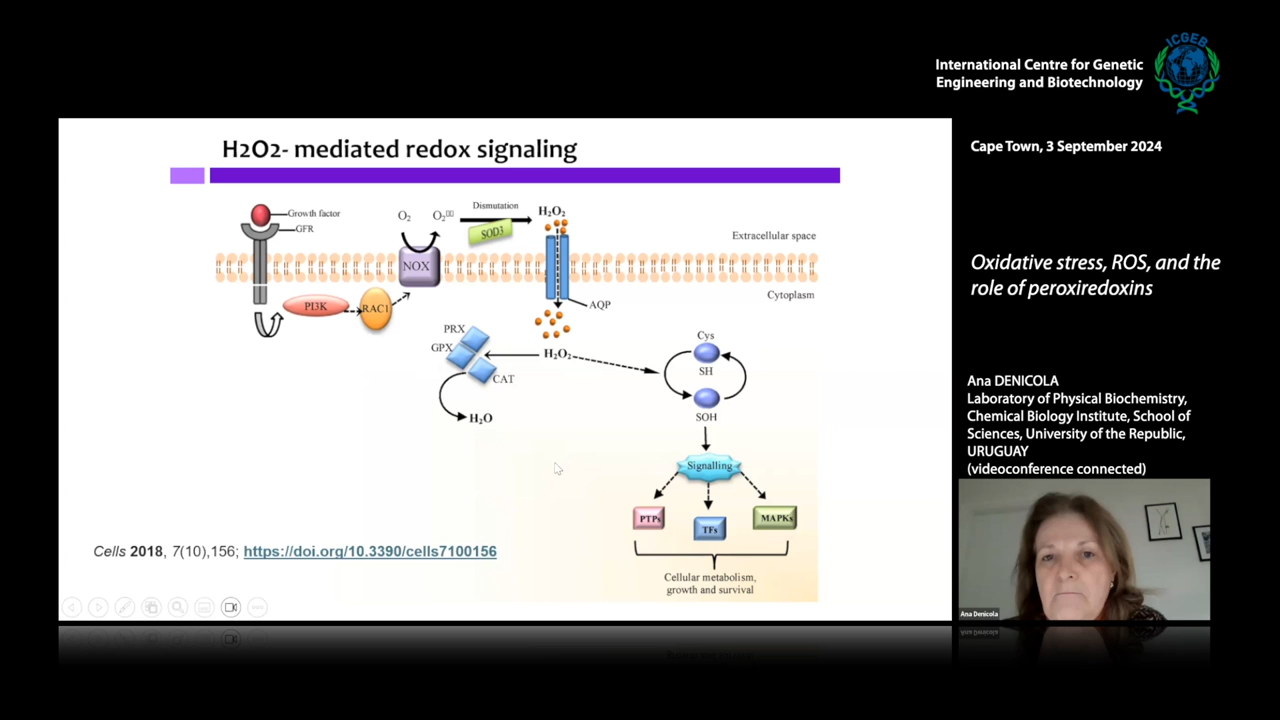 ICGEB
International Centre for Genetic
Engineering and Biotechnology
Cape Town, 3 September 2024
Oxidative stress, ROS, and the
role of peroxiredoxins
Ana DENICOLA
Laboratory of Physical Biochemistry,
Chemical Biology Institute, School of
Sciences, University of the Republic,
URUGUAY
(videoconference connected)
Ana Denicola
H2O2- mediated redox signaling
Growth factor
GFR
O2
O2
Dismutation
SOD3
H2O2
Extracellular space
NOX
Cytoplasm
PI3K
RAC1
AQP
PRX
GPX
CAT
H2O2
H2O
Cys
SH
SOH
Signalling
PTPs
TFs
MAPKs
Cellular metabolism,
growth and survival
Cells 2018, 7(10),156; https://doi.org/10.3390/cells7100156